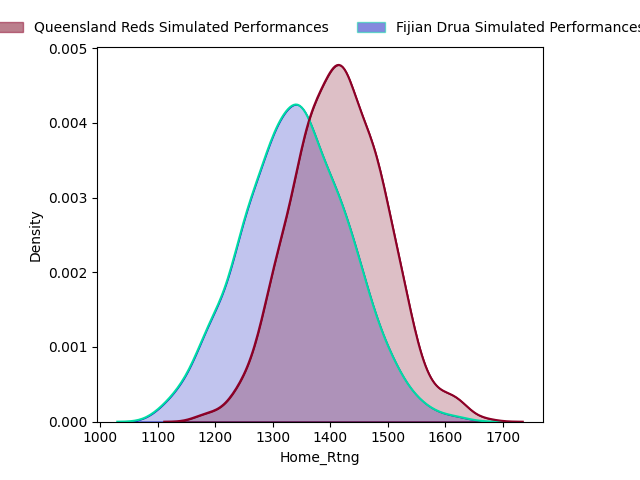 Queensland Reds Simulated Performances
Fijian Drua Simulated Performances
0.005
0.004
0.003
0.002
0.001
0.000
Density
1000 1100 1200 1300 1400 1500 1600 1700
Home_Rtng